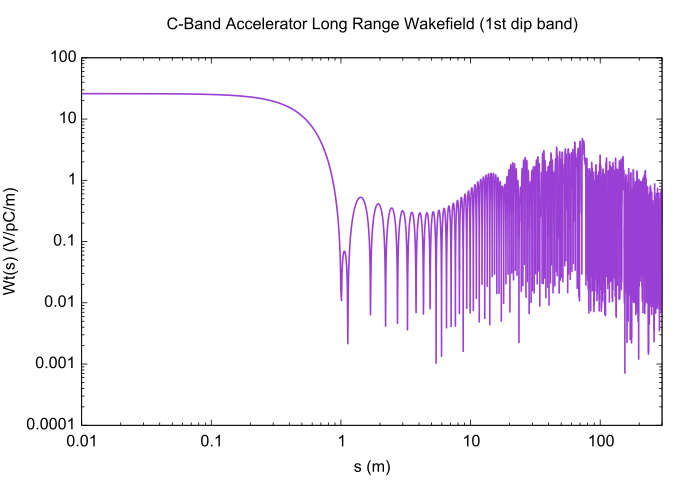 C-Band Accelerator Long Range Wakefield (1st dip band)
100
10
1
0.1
0.01
0.001
0.0001
Wt(s) (V/pC/m)
0.01 0.1 1 10 100
s (m)